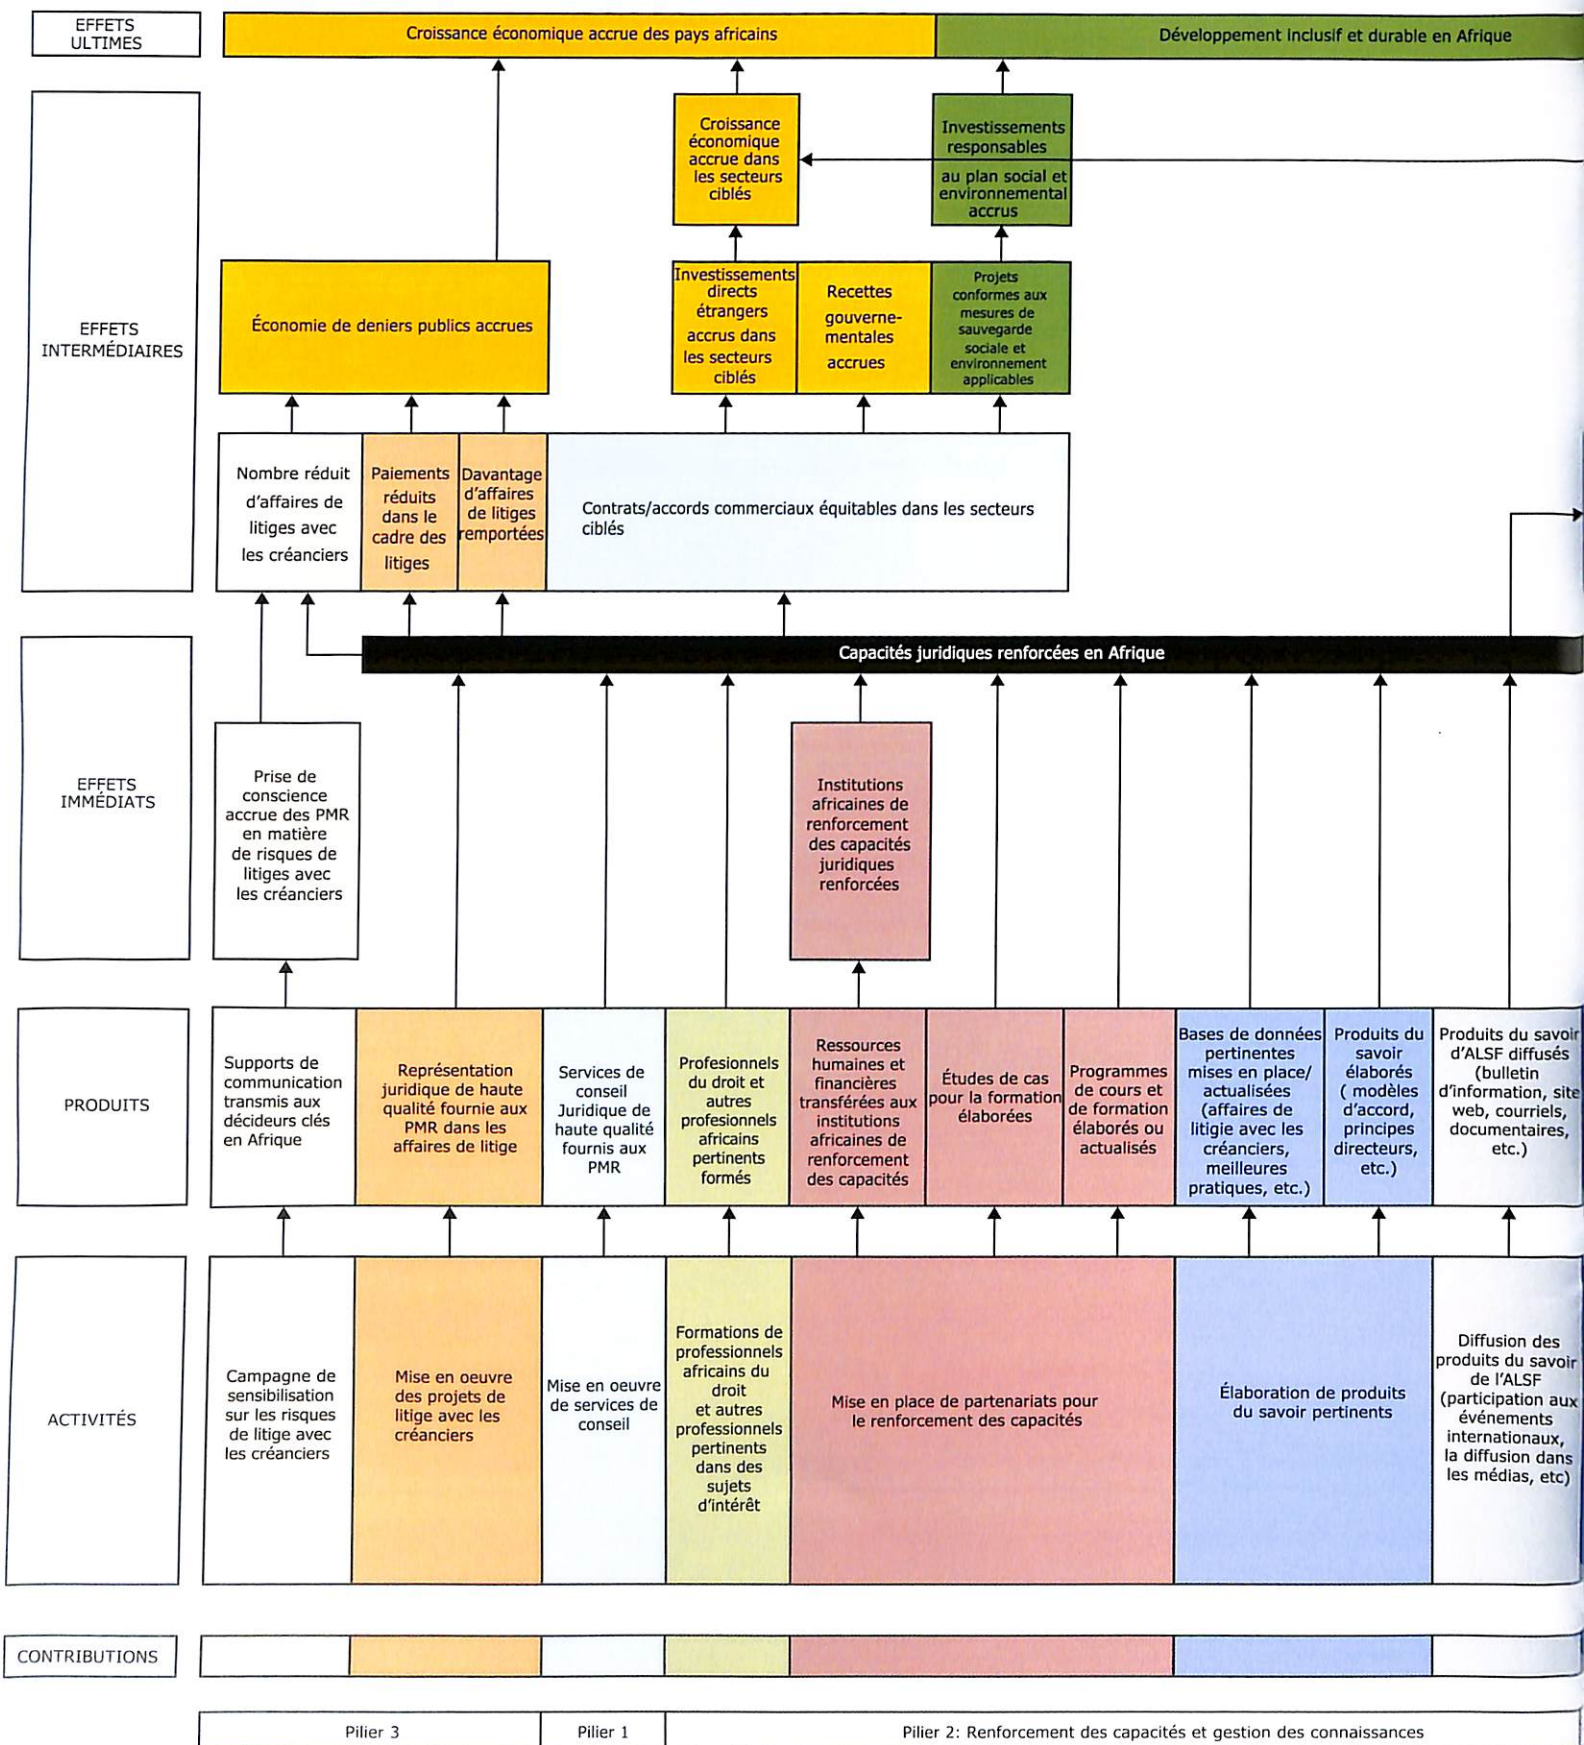 EFFETS
ULTIMES
Croissance économique accrue des pays africains
Développement inclusif et durable en Afrique
EFFETS
INTERMÉDIAIRES
Croissance
économique
accrue dans
les secteurs
ciblés
Investissements
responsables
au plan social et
environnemental
accrus
Économie de deniers publics accrues
Investissements
directs
étrangers
accrus dans
les secteurs
ciblés
Recettes
gouverne-
mentales
accrues
Projets
conformes aux
mesures de
sauvegarde
sociale et
environnement
applicables
Nombre réduit
d'affaires de
litiges avec
les créanciers
Paiements
réduits
dans le
cadre des
litiges
Davantage
d'affaires
de litiges
remportées
Contrats/accords commerciaux équitables dans les secteurs
ciblés
Capacités juridiques renforcées en Afrique
EFFETS
IMMÉDIATS
Prise de
conscience
accrue des PMR
en matière
de risques de
litiges avec
les créanciers
Institutions
africaines de
renforcement
des capacités
juridiques
renforcées
PRODUITS
Supports de
communication
transmis aux
décideurs clés
en Afrique
Représentation
juridique de haute
qualité fournie aux
PMR dans les
affaires de litige
Services de
conseil
Juridique de
haute qualité
fournis aux
PMR
Profesionnels
du droit et
autres
profesionnels
africains
pertinents
formés
Ressources
humaines et
financières
transférées aux
institutions
africaines de
renforcement
des capacités
Études de cas
pour la formation
élaborées
Programmes
de cours et
de formation
élaborés ou
actualisés
Bases de données
pertinentes
mises en place/
actualisées
(affaires de
litigie avec les
créanciers,
meilleures
pratiques, etc.)
Produits du
savoir
élaborés
( modèles
d'accord,
principes
directeurs,
etc.)
Produits du savoir
d'ALSF diffusés
(bulletin
d'information, site
web, courriels,
documentaires,
etc.)
ACTIVITÉS
Campagne de
sensibilisation
sur les risques
de litige avec
les créanciers
Mise en oeuvre
des projets de
litige avec les
créanciers
Mise en oeuvre
de services de
conseil
Formations de
professionnels
africains du
droit
et autres
professionnels
pertinents
dans des
sujets
d'intérêt
Mise en place de partenariats pour
le renforcement des capacités
Élaboration de produits
du savoir pertinents
Diffusion des
produits du savoir
de l'ALSF
(participation aux
événements
internationaux,
la diffusion dans
les médias, etc)
CONTRIBUTIONS
Pilier 3
Pilier 1
Pilier 2: Renforcement des capacités et gestion des connaissances